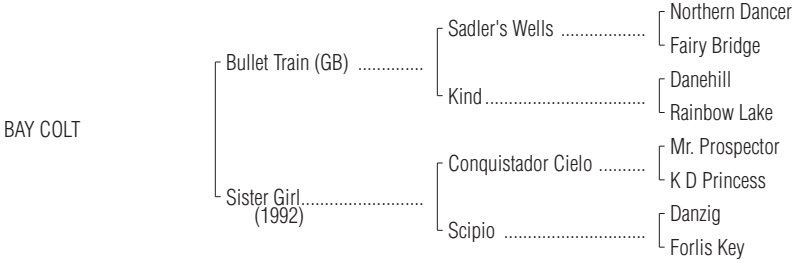 Northern Dancer
Sadler's Wells ...................
Fairy Bridge
Bullet Train (GB) ..............
Danehill
Kind....................................
Rainbow Lake
BAY COLT
Mr. Prospector
Conquistador Cielo ..........
K D Princess
Sister Girl..........................
(1992)
Danzig
Scipio ................................
Forlis Key